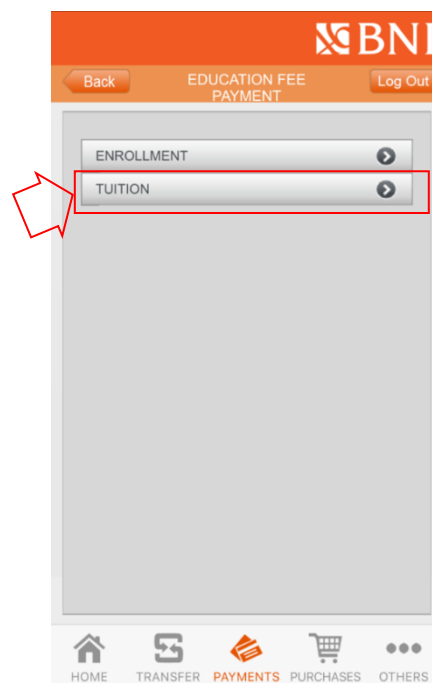 BNI
Back
EDUCATION FEE
PAYMENT
Log Out
ENROLLMENT
TUITION
HOME TRANSFER PAYMENTS PURCHASES OTHERS